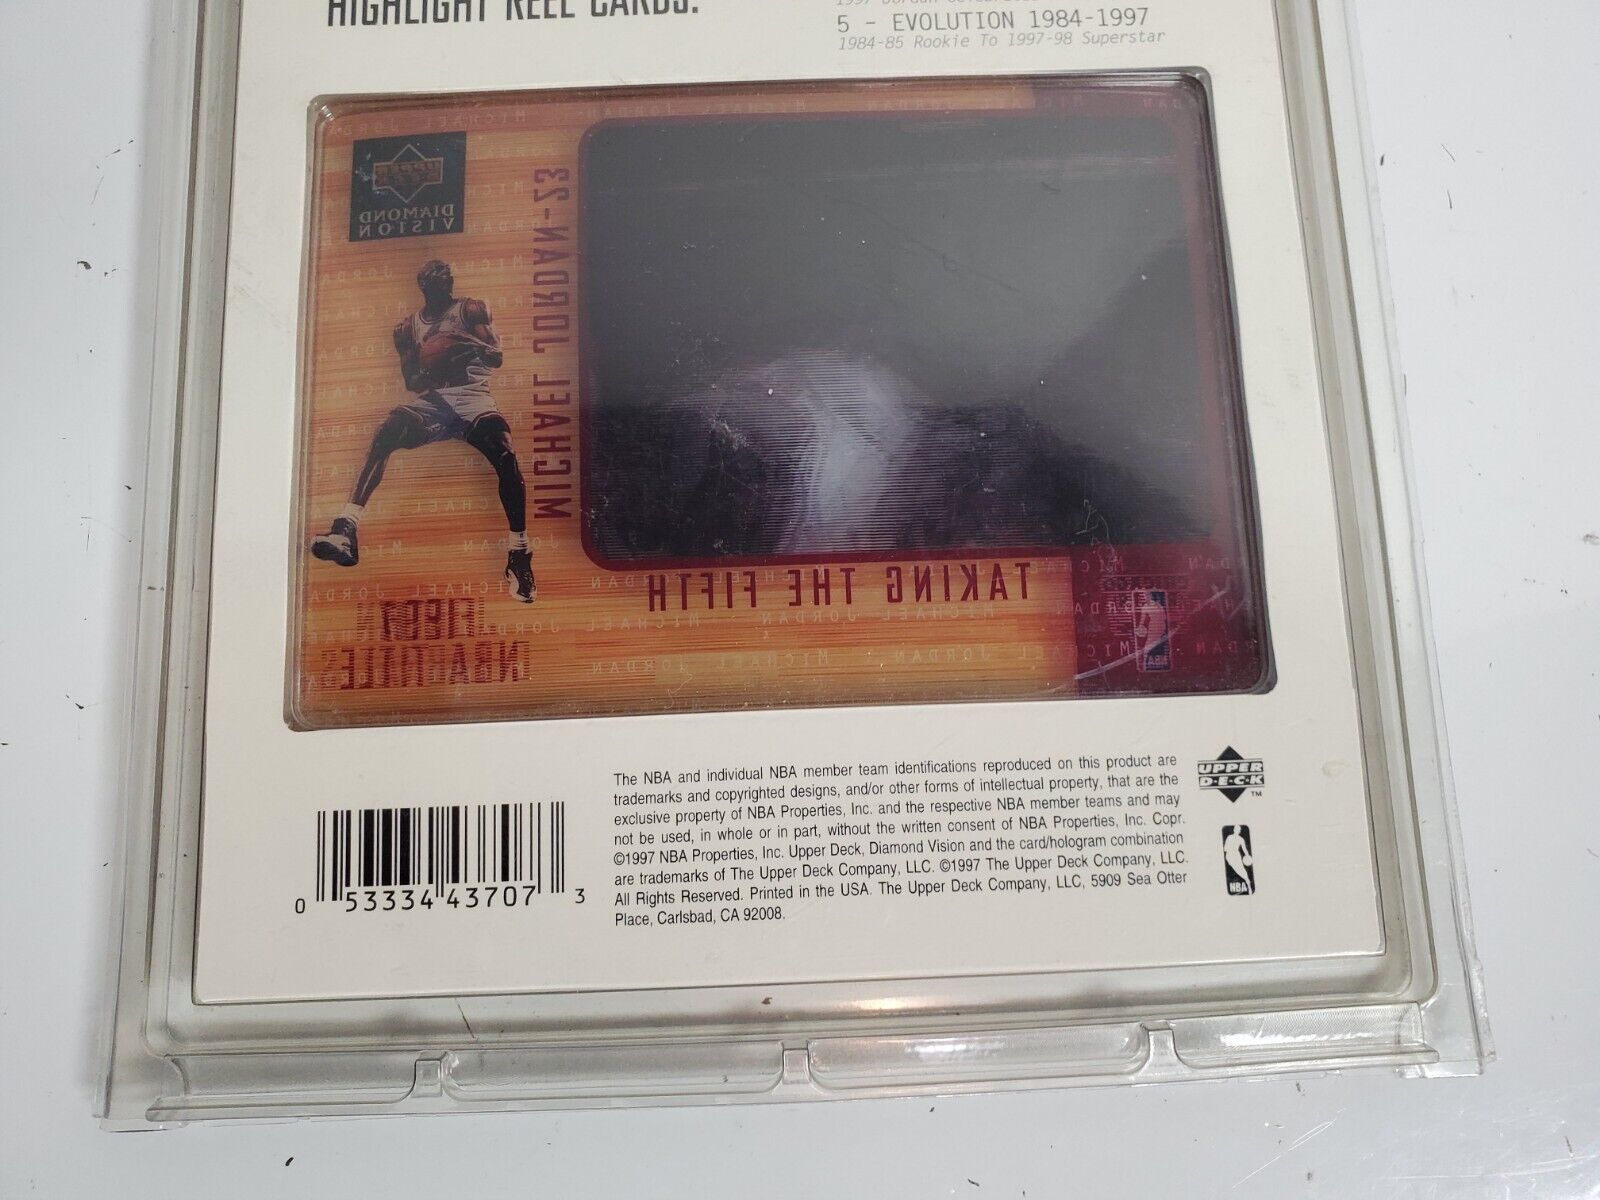 HIGHLIGHT REEL CARDS.
5 - EVOLUTION 1984-1997
1984-85 Rookie To 1997-98 Superstar
UPPER DECK
DIAMOND
VISION
MICHAEL JORDAN-23
TAKING THE FIFTH
JORDAN
NBA TITLES
MICHAEL JORDAN
NBA
The NBA and individual NBA member team identifications reproduced on this product are
trademarks and copyrighted designs, and/or other forms of intellectual property, that are the
exclusive property of NBA Properties, Inc. and the respective NBA member teams and may
not be used, in whole or in part, without the written consent of NBA Properties, Inc. Copr.
©1997 NBA Properties, Inc. Upper Deck, Diamond Vision and the card/hologram combination
are trademarks of The Upper Deck Company, LLC. ©1997 The Upper Deck Company, LLC.
All Rights Reserved. Printed in the USA. The Upper Deck Company, LLC, 5909 Sea Otter
Place, Carlsbad, CA 92008.
UPPER
D·E·C·K
TM
NBA
0 53334 43707 3